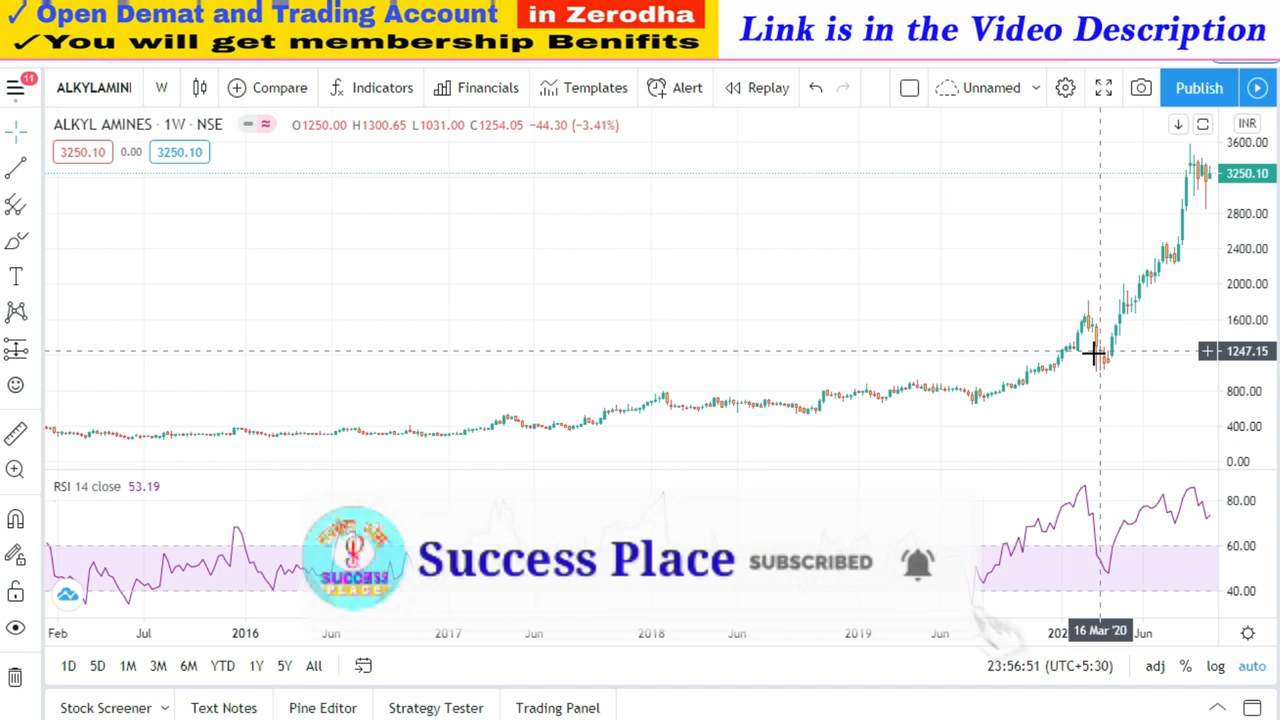 ✓ Open Demat and Trading Account in Zerodha
✓You will get membership Benifits
Link is in the Video Description
11
ALKYLAMINI W Compare Indicators Financials Templates Alert Replay Unnamed Publish
ALKYL AMINES · 1W · NSE O1250.00 H1300.65 L1031.00 C1254.05 -44.30 (-3.41%) INR
3250.10 0.00 3250.10
3600.00
3250.10
2800.00
2400.00
2000.00
1600.00
1247.15
800.00
400.00
0.00
RSI 14 close 53.19
80.00
60.00
40.00
SUCCESS
PLACE
Success Place SUBSCRIBED
Feb Jul 2016 Jun 2017 Jun 2018 Jun 2019 Jun 202 16 Mar '20 Jun
1D 5D 1M 3M 6M YTD 1Y 5Y All 23:56:51 (UTC+5:30) adj % log auto
Stock Screener Text Notes Pine Editor Strategy Tester Trading Panel